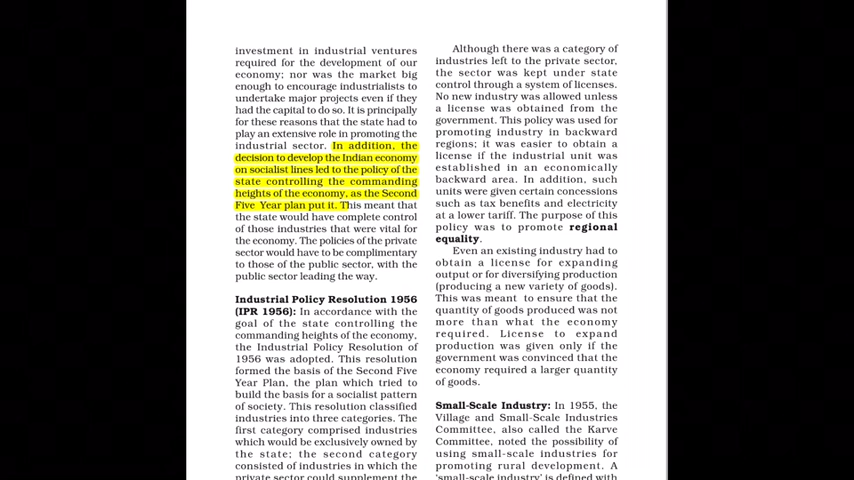 investment in industrial ventures
required for the development of our
economy; nor was the market big
enough to encourage industrialists to
undertake major projects even if they
had the capital to do so. It is principally
for these reasons that the state had to
play an extensive role in promoting the
industrial sector. In addition, the
decision to develop the Indian economy
on socialist lines led to the policy of the
state controlling the commanding
heights of the economy, as the Second
Five Year plan put it. This meant that
the state would have complete control
of those industries that were vital for
the economy. The policies of the private
sector would have to be complimentary
to those of the public sector, with the
public sector leading the way.
Industrial Policy Resolution 1956
(IPR 1956): In accordance with the
goal of the state controlling the
commanding heights of the economy,
the Industrial Policy Resolution of
1956 was adopted. This resolution
formed the basis of the Second Five
Year Plan, the plan which tried to
build the basis for a socialist pattern
of society. This resolution classified
industries into three categories. The
first category comprised industries
which would be exclusively owned by
the state; the second category
consisted of industries in which the
private sector could supplement the
Although there was a category of
industries left to the private sector,
the sector was kept under state
control through a system of licenses.
No new industry was allowed unless
a license was obtained from the
government. This policy was used for
promoting industry in backward
regions; it was easier to obtain a
license if the industrial unit was
established in an economically
backward area. In addition, such
units were given certain concessions
such as tax benefits and electricity
at a lower tariff. The purpose of this
policy was to promote regional
equality.
Even an existing industry had to
obtain a license for expanding
output or for diversifying production
(producing a new variety of goods).
This was meant to ensure that the
quantity of goods produced was not
more than what the economy
required. License to expand
production was given only if the
government was convinced that the
economy required a larger quantity
of goods.
Small-Scale Industry: In 1955, the
Village and Small-Scale Industries
Committee, also called the Karve
Committee, noted the possibility of
using small-scale industries for
promoting rural development. A
'small-scale industry' is defined with